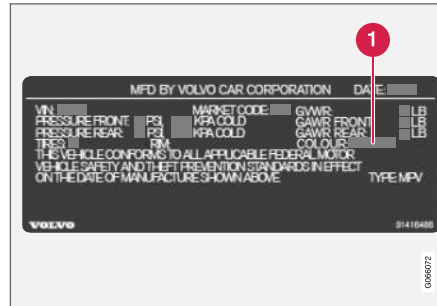 1
MFD BY VOLVO CAR CORPORATION DATE:
VIN: MARKET CODE: GVWR: LB
PRESSURE FRONT: PSI, KPA COLD GAWR FRONT: LB
PRESSURE REAR: PSI, KPA COLD GAWR REAR: LB
TIRES: RIM: COLOUR:
THIS VEHICLE CONFORMS TO ALL APPLICABLE FEDERAL MOTOR
VEHICLE SAFETY AND THEFT PREVENTION STANDARDS IN EFFECT
ON THE DATE OF MANUFACTURE SHOWN ABOVE. TYPE: MPV
VOLVO 31416486
G066072